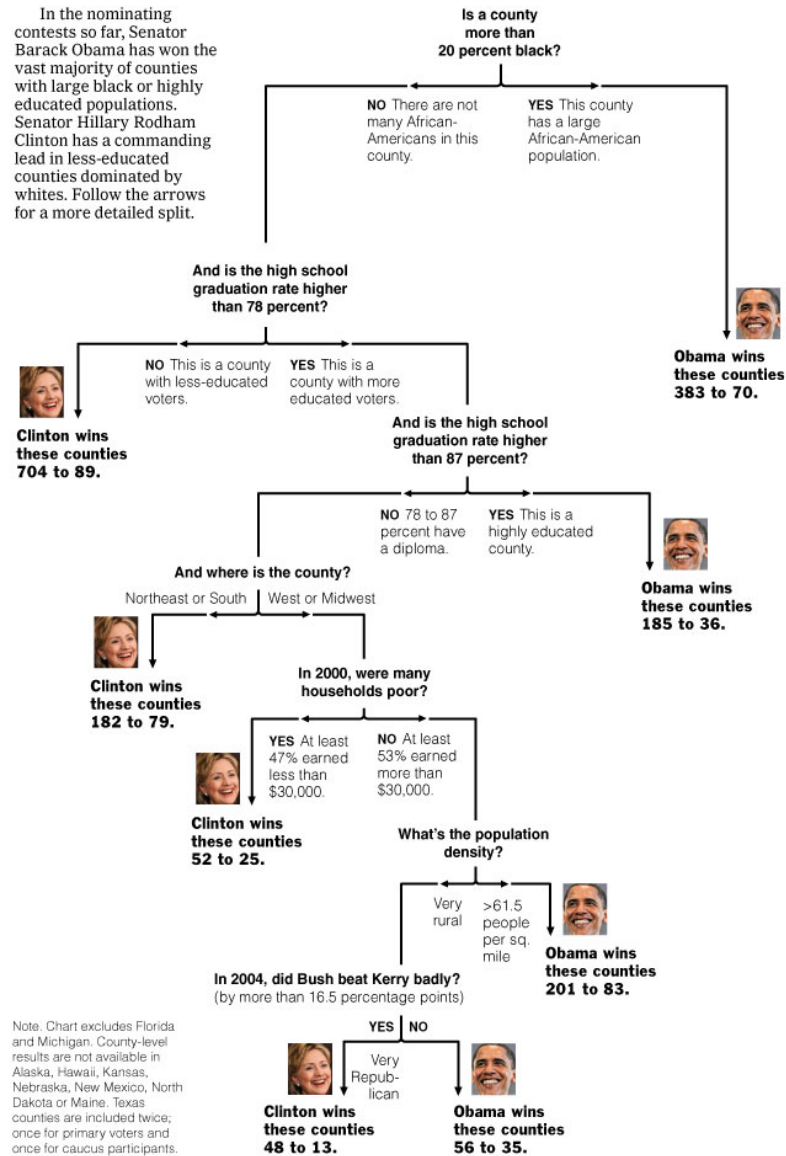 In the nominating
contests so far, Senator
Barack Obama has won the
vast majority of counties
with large black or highly
educated populations.
Senator Hillary Rodham
Clinton has a commanding
lead in less-educated
counties dominated by
whites. Follow the arrows
for a more detailed split.
Is a county
more than
20 percent black?
NO There are not
many African-
Americans in this
county.
YES This county
has a large
African-American
population.
And is the high school
graduation rate higher
than 78 percent?
Obama wins
these counties
383 to 70.
NO This is a county
with less-educated
voters.
YES This is a
county with more
educated voters.
Clinton wins
these counties
704 to 89.
And is the high school
graduation rate higher
than 87 percent?
NO 78 to 87
percent have
a diploma.
YES This is a
highly educated
county.
Obama wins
these counties
185 to 36.
And where is the county?
Northeast or South
West or Midwest
Clinton wins
these counties
182 to 79.
In 2000, were many
households poor?
YES At least
47% earned
less than
$30,000.
NO At least
53% earned
more than
$30,000.
Clinton wins
these counties
52 to 25.
What's the population
density?
Very
rural
>61.5
people
per sq.
mile
Obama wins
these counties
201 to 83.
In 2004, did Bush beat Kerry badly?
(by more than 16.5 percentage points)
YES
NO
Very
Repub-
lican
Clinton wins
these counties
48 to 13.
Obama wins
these counties
56 to 35.
Note. Chart excludes Florida
and Michigan. County-level
results are not available in
Alaska, Hawaii, Kansas,
Nebraska, New Mexico, North
Dakota or Maine. Texas
counties are included twice;
once for primary voters and
once for caucus participants.